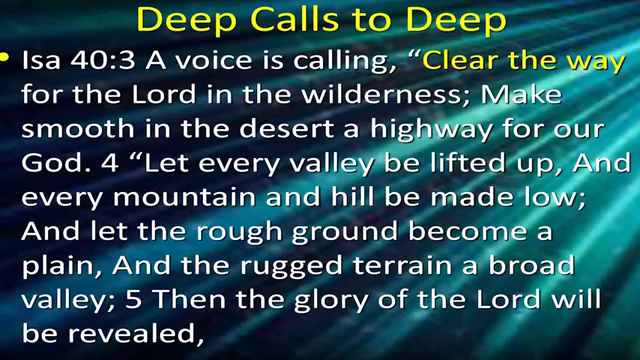 Deep Calls to Deep
• Isa 40:3 A voice is calling, “Clear the way
for the Lord in the wilderness; Make
smooth in the desert a highway for our
God. 4 “Let every valley be lifted up, And
every mountain and hill be made low;
And let the rough ground become a
plain, And the rugged terrain a broad
valley; 5 Then the glory of the Lord will
be revealed,